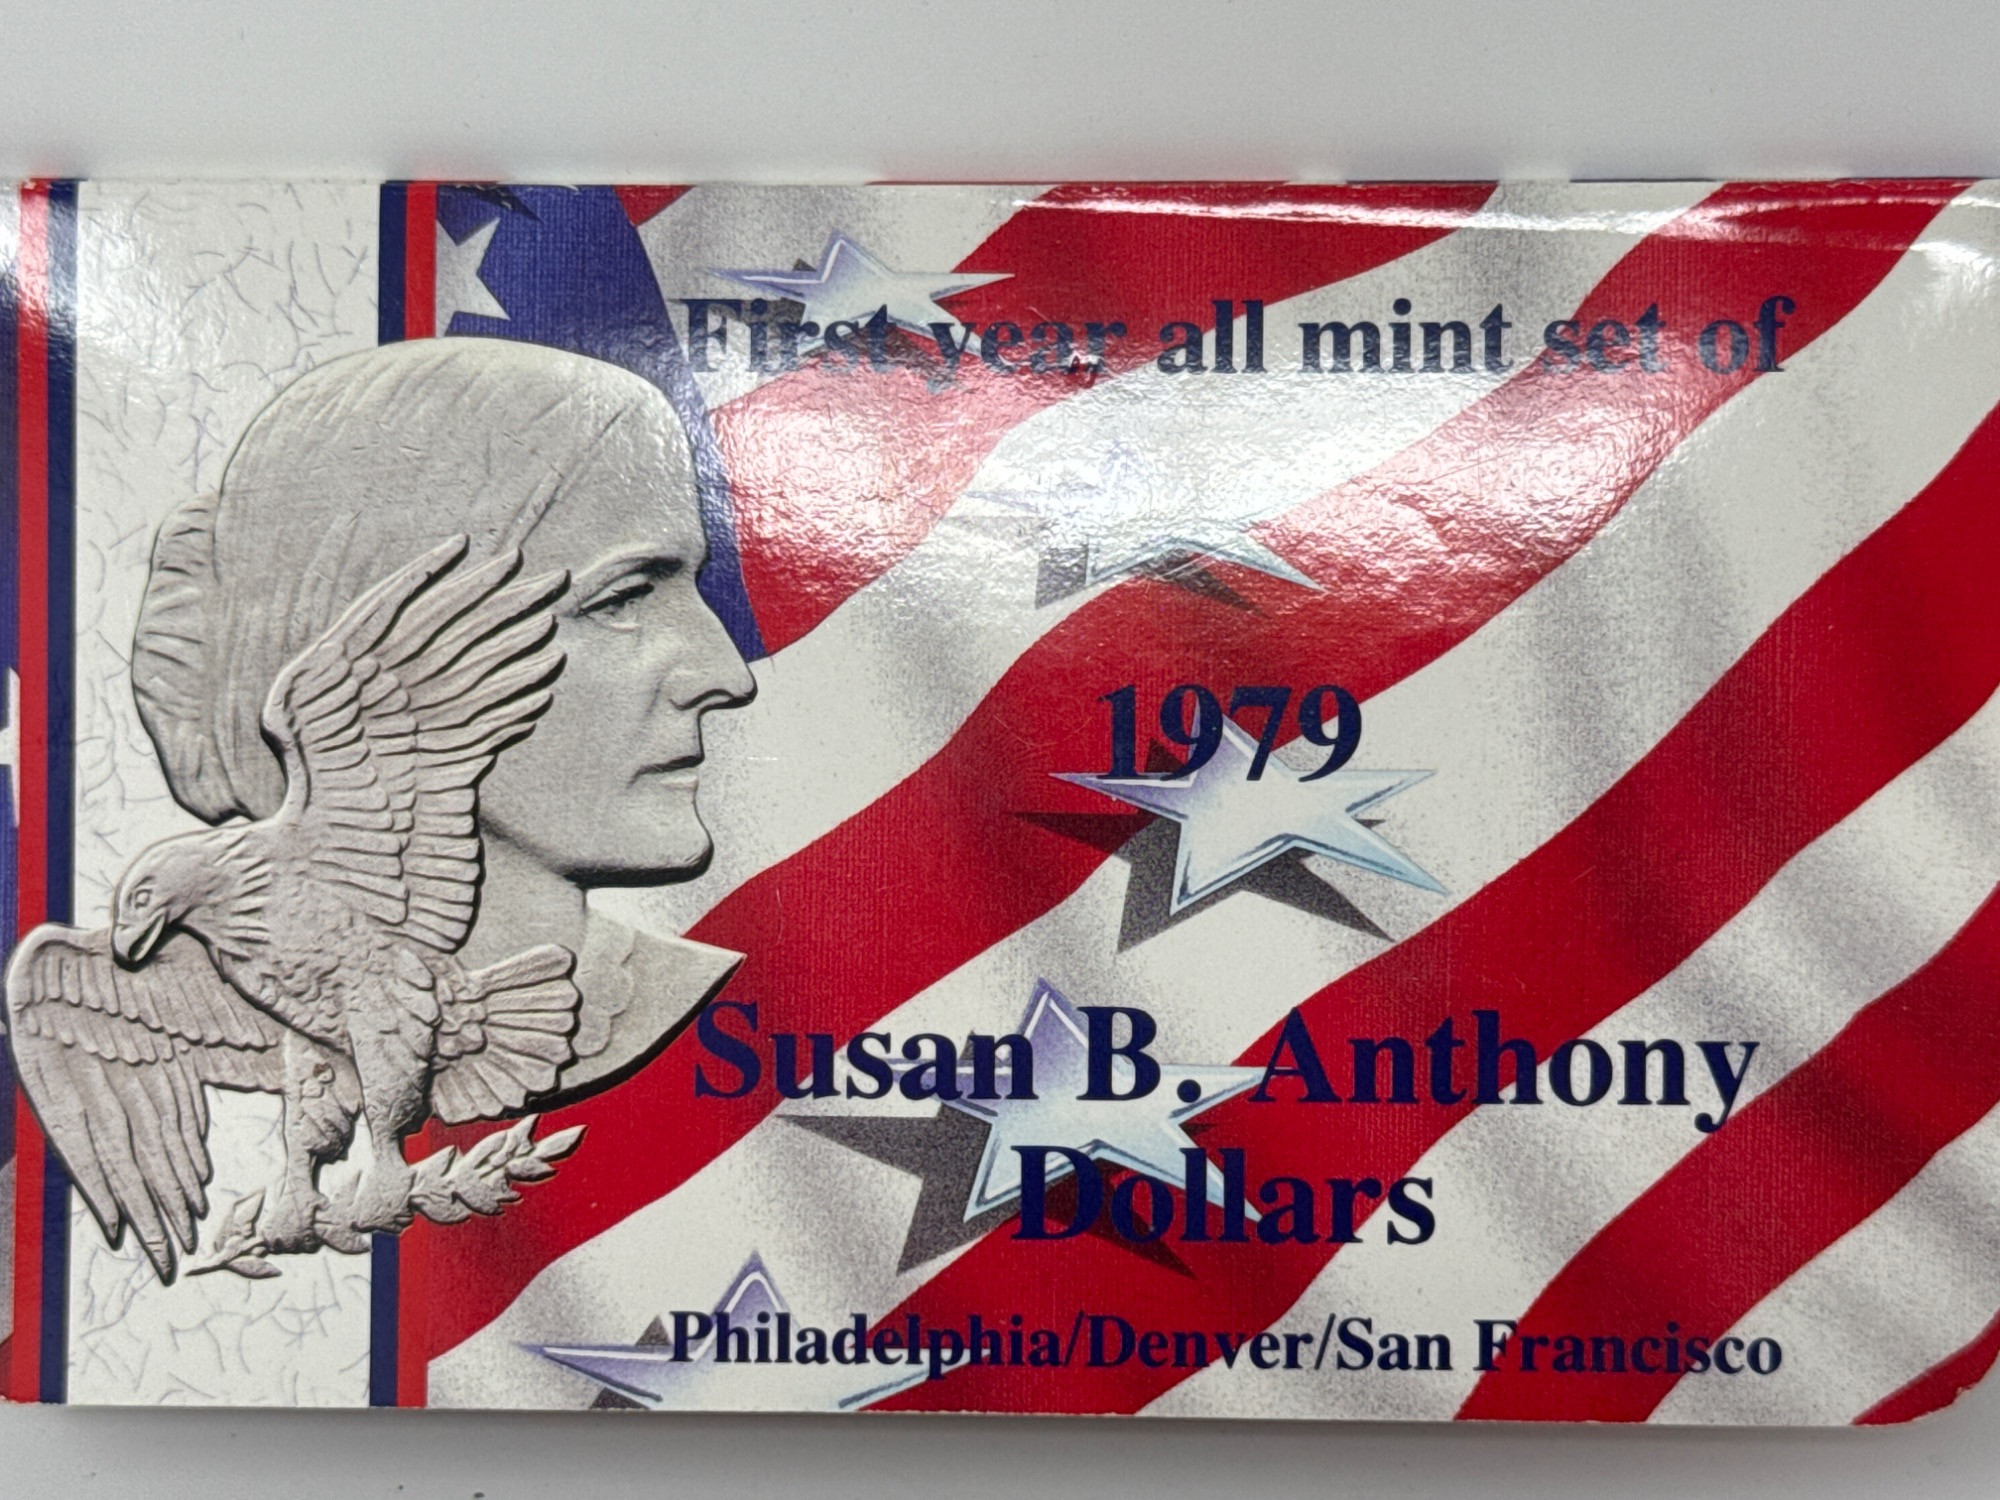 First year, all mint set of
1979
Susan B. Anthony
Dollars
Philadelphia/Denver/San Francisco